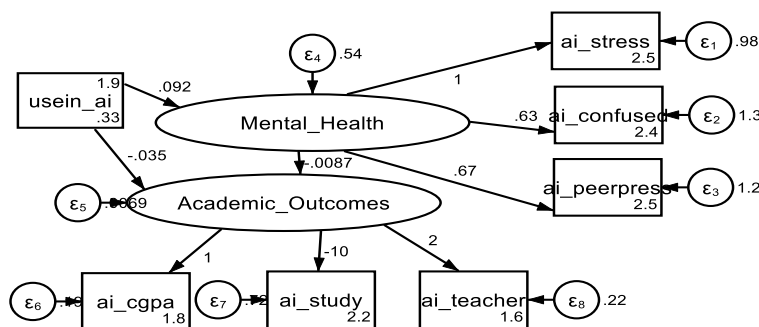 ε4 .54
ai_stress
2.5
ε1 .98
1
usein_ai
1.9
.33
.092
Mental_Health
.63
ai_confused
2.4
ε2 1.3
-.035
-.0087
.67
ai_peerpress
2.5
ε3 1.2
ε5 .0069
Academic_Outcomes
1
-10
2
ε6
ai_cgpa
1.8
ε7
ai_study
2.2
ai_teacher
1.6
ε8 .22